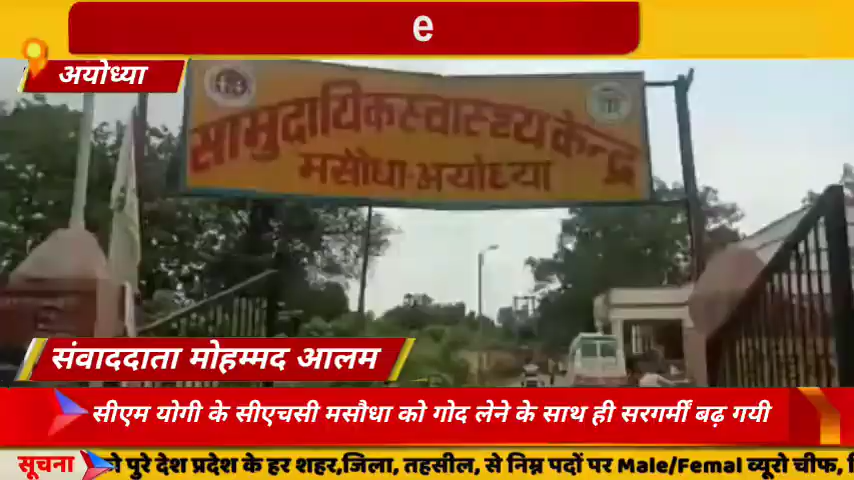 e
अयोध्या
सामुदायिक स्वास्थ्य केन्द्र
मसौधा-अयोध्या
संवाददाता मोहम्मद आलम
सीएम योगी के सीएचसी मसौधा को गोद लेने के साथ ही सरगर्मी बढ़ गयी
सूचना
पुरे देश प्रदेश के हर शहर,जिला, तहसील, से निम्न पदों पर Male/Femal व्यूरो चीफ,